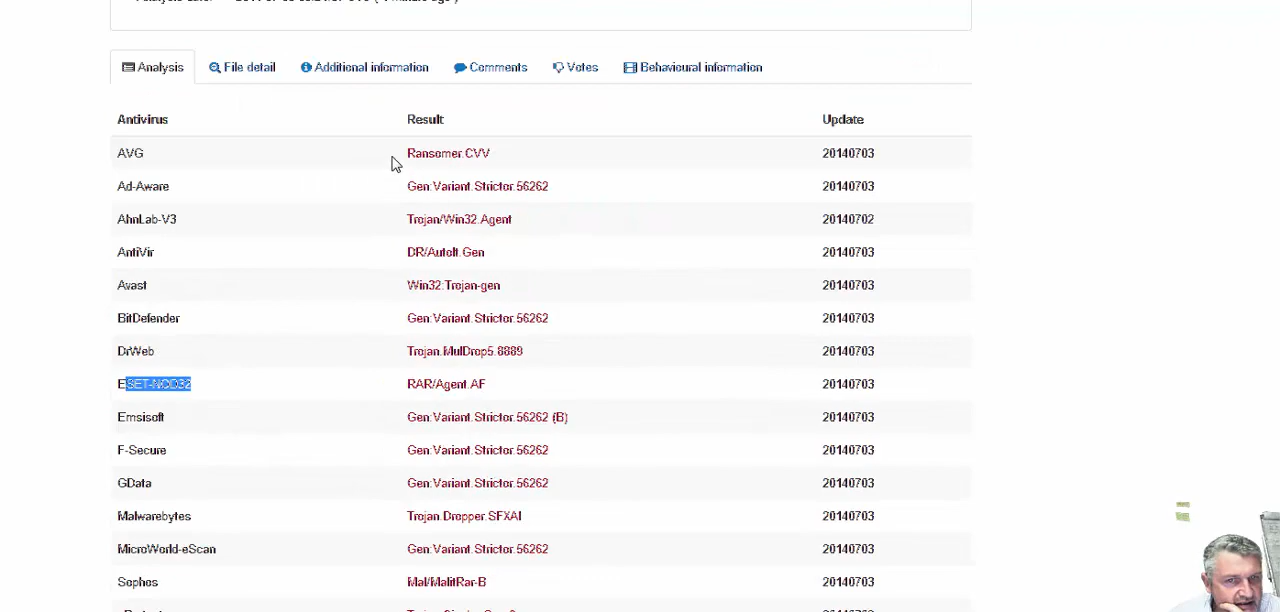 Analysis File detail Additional information Comments Votes Behavioural information
Antivirus Result Update
AVG Ransomer.CVV 20140703
Ad-Aware Gen:Variant.Strictor.56262 20140703
AhnLab-V3 Trojan/Win32.Agent 20140702
AntiVir DR/AutoIt.Gen 20140703
Avast Win32:Trojan-gen 20140703
BitDefender Gen:Variant.Strictor.56262 20140703
DrWeb Trojan.MulDrop5.8889 20140703
ESET-NOD32 RAR/Agent.AF 20140703
Emsisoft Gen:Variant.Strictor.56262 (B) 20140703
F-Secure Gen:Variant.Strictor.56262 20140703
GData Gen:Variant.Strictor.56262 20140703
Malwarebytes Trojan.Dropper.SFXAI 20140703
MicroWorld-eScan Gen:Variant.Strictor.56262 20140703
Sophos Mal/MalitRar-B 20140703